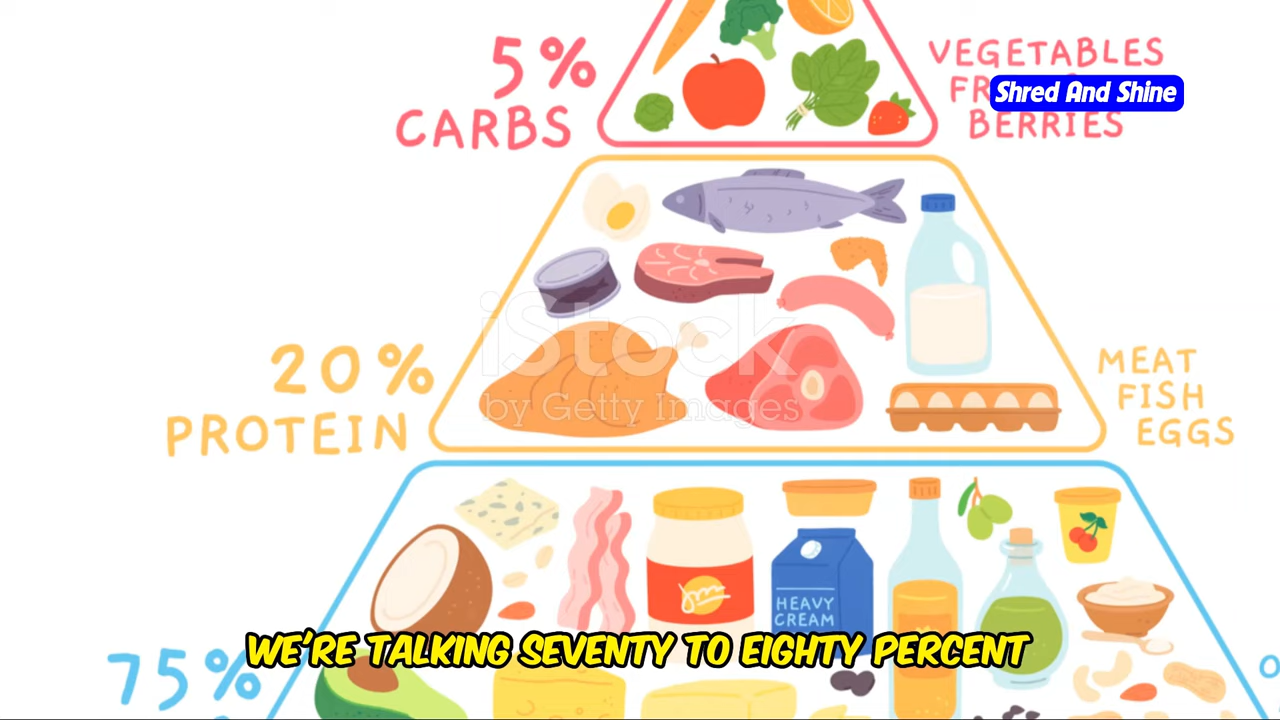 5%
CARBS
VEGETABLES
BERRIES
Shred And Shine
20%
PROTEIN
MEAT
FISH
EGGS
iStock
by Getty Images
HEAVY
CREAM
75%
WE'RE TALKING SEVENTY TO EIGHTY PERCENT